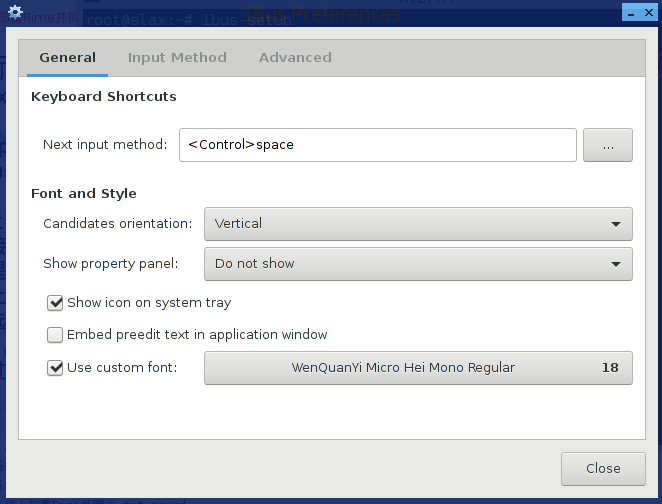 root@slax:~# ibus-setup
IBus Preferences
General Input Method Advanced
Keyboard Shortcuts
Next input method: <Control>space ...
Font and Style
Candidates orientation: Vertical
Show property panel: Do not show
Show icon on system tray
Embed preedit text in application window
Use custom font: WenQuanYi Micro Hei Mono Regular 18
Close